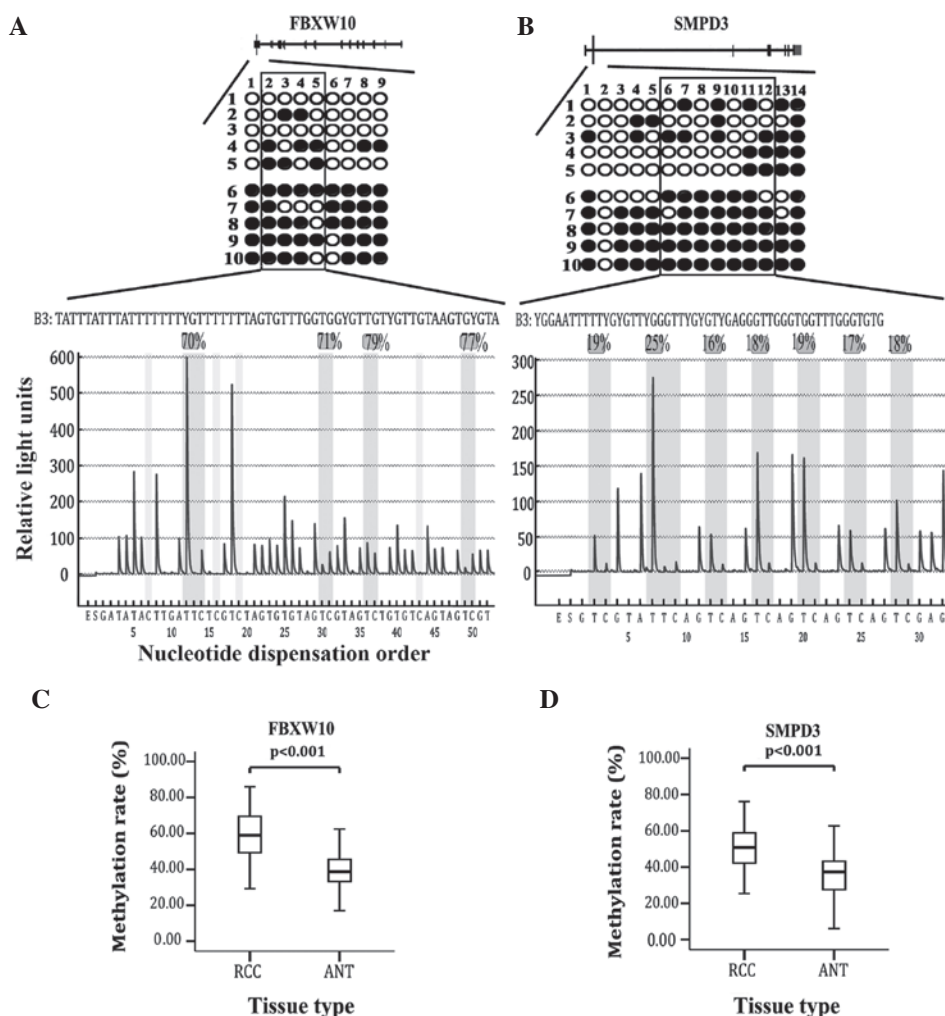 A
FBXW10
1 2 3 4 5 6 7 8 9
1
2
3
4
5
6
7
8
9
10
B3: TATTTATTTATTTTTTTTYGTTTTTTTAGTGTTTGGTGGYGTTGTYGTTGTAAGTGYGTA
70% 71% 79% 77%
Relative light units
600
500
400
300
200
100
0
E S G A T A T A C T T G A T T C T C G T C T A G T G T G T A G T C G T A G T C T G T G T C A G T A G T C G T
5 10 15 20 25 30 35 40 45 50
Nucleotide dispensation order
B
SMPD3
1 2 3 4 5 6 7 8 9 10 11 12 13 14
1
2
3
4
5
6
7
8
9
10
B3: YGGAATTTTTYGYGTTYGGGTTYGYGTYGAGGGTTGGGTGGTTTGGGTGTG
19% 25% 16% 18% 19% 17% 18%
300
250
200
150
100
50
0
E S G T C G T A T T C A G T C A G T C A G T C A G T C A G T C G A G
5 10 15 20 25 30
C
FBXW10
p<0.001
Methylation rate (%)
100.00
80.00
60.00
40.00
20.00
0.00
RCC ANT
Tissue type
D
SMPD3
p<0.001
Methylation rate (%)
100.00
80.00
60.00
40.00
20.00
0.00
RCC ANT
Tissue type